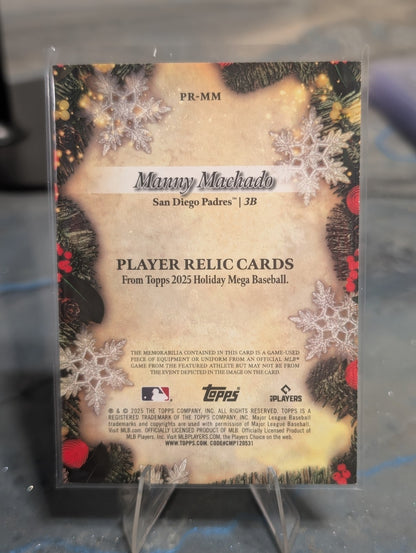 PR-MM
Manny Machado
San Diego Padres™ | 3B
PLAYER RELIC CARDS
From Topps 2025 Holiday Mega Baseball.
THE MEMORABILIA CONTAINED IN THIS CARD IS A GAME-USED
PIECE OF EQUIPMENT OR UNIFORM FROM AN OFFICIAL MLB®
GAME FROM THE FEATURED ATHLETE BUT MAY NOT BE FROM
THE EVENT DEPICTED IN THE IMAGE ON THE CARD.
topps
PLAYERS
® & © 2025 THE TOPPS COMPANY, INC. ALL RIGHTS RESERVED. TOPPS IS A
REGISTERED TRADEMARK OF THE TOPPS COMPANY, INC. Major League Baseball
trademarks and copyrights are used with permission of Major League Baseball.
Visit MLB.com. OFFICIALLY LICENSED PRODUCT OF MLB. Officially Licensed Product of
MLB Players, Inc. Visit MLBPLAYERS.COM, the Players Choice on the web.
WWW.TOPPS.COM. CODE#CMP120531